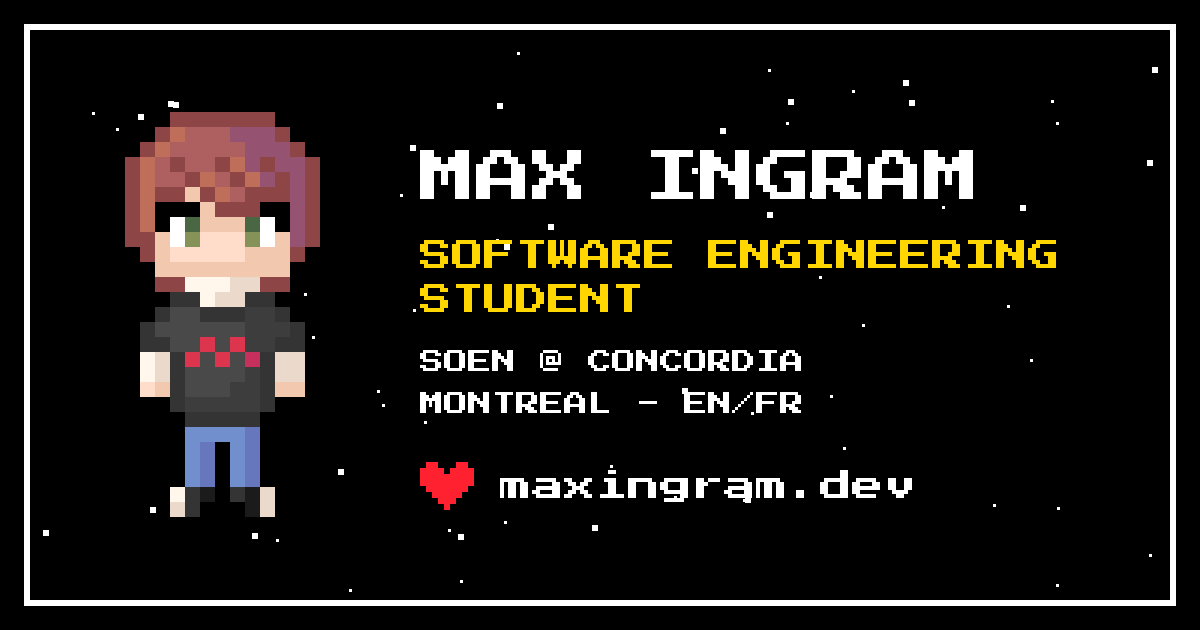 MAX INGRAM
SOFTWARE ENGINEERING
STUDENT
SOEN @ CONCORDIA
MONTREAL - EN/FR
maxingram.dev